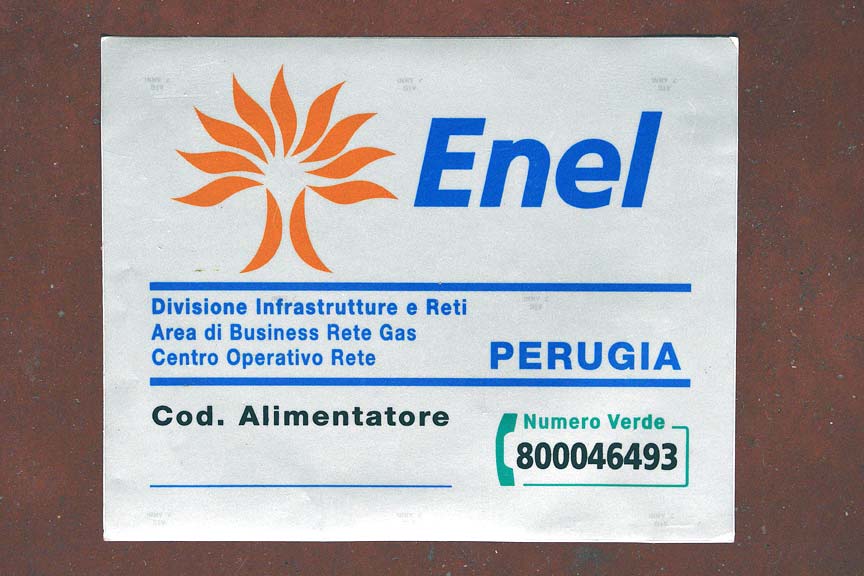 Enel
Divisione Infrastrutture e Reti
Area di Business Rete Gas
Centro Operativo Rete
PERUGIA
Cod. Alimentatore
Numero Verde
800046493